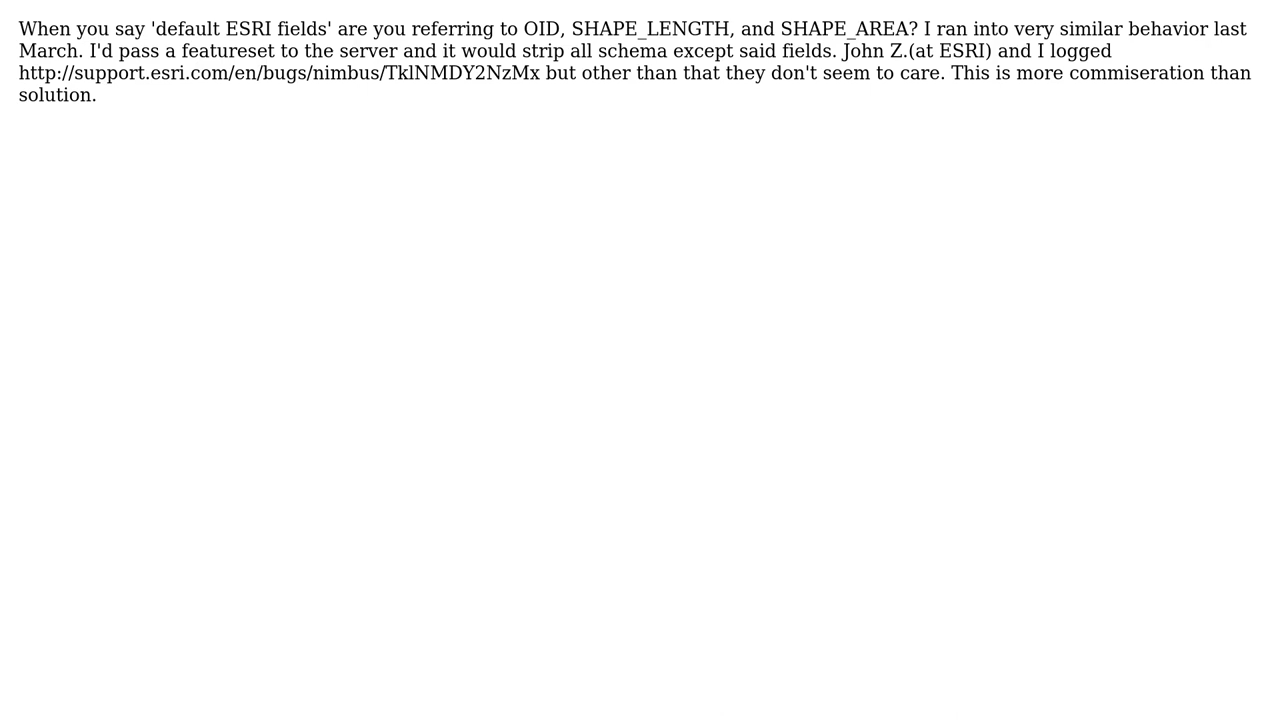 When you say 'default ESRI fields' are you referring to OID, SHAPE_LENGTH, and SHAPE_AREA? I ran into very similar behavior last
March. I'd pass a featureset to the server and it would strip all schema except said fields. John Z.(at ESRI) and I logged
http://support.esri.com/en/bugs/nimbus/TklNMDY2NzMx but other than that they don't seem to care. This is more commiseration than
solution.